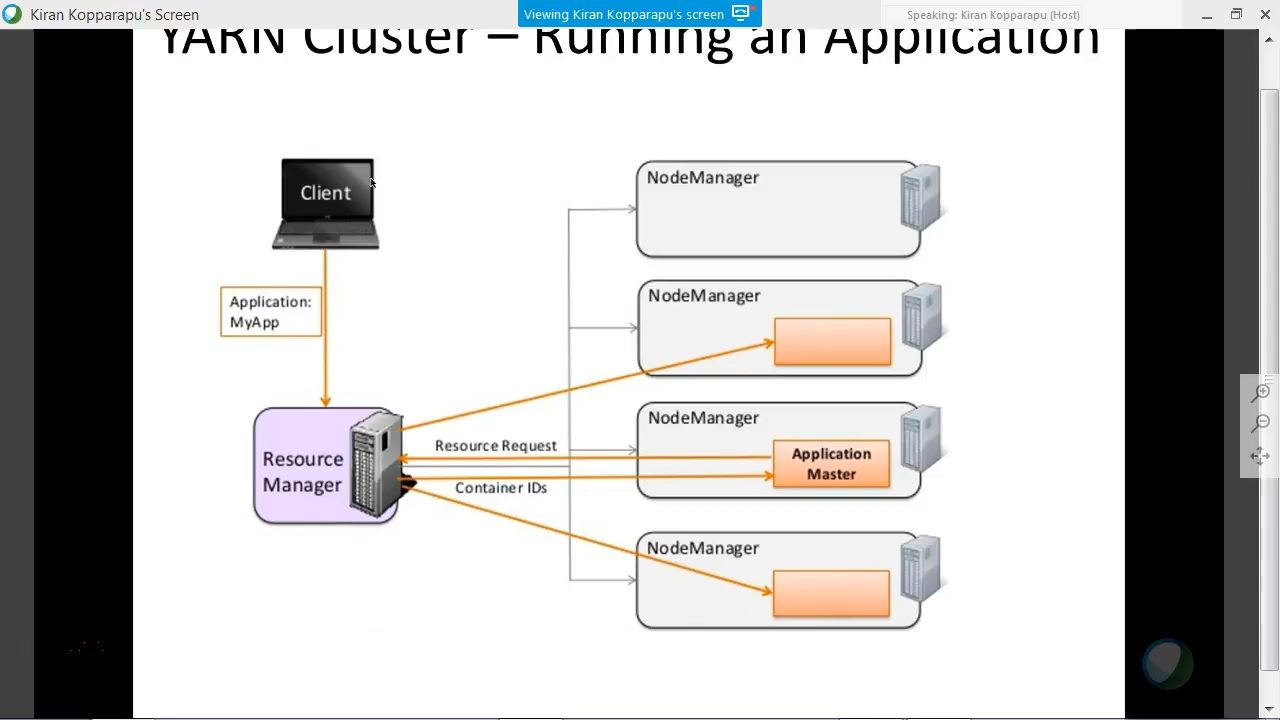 Kiran Kopparapu's Screen
Viewing Kiran Kopparapu's screen
Speaking: Kiran Kopparapu (Host)
YARN Cluster – Running an Application
Client
NodeManager
NodeManager
Application:
MyApp
NodeManager
Resource Request
Application
Master
Resource
Manager
Container IDs
NodeManager